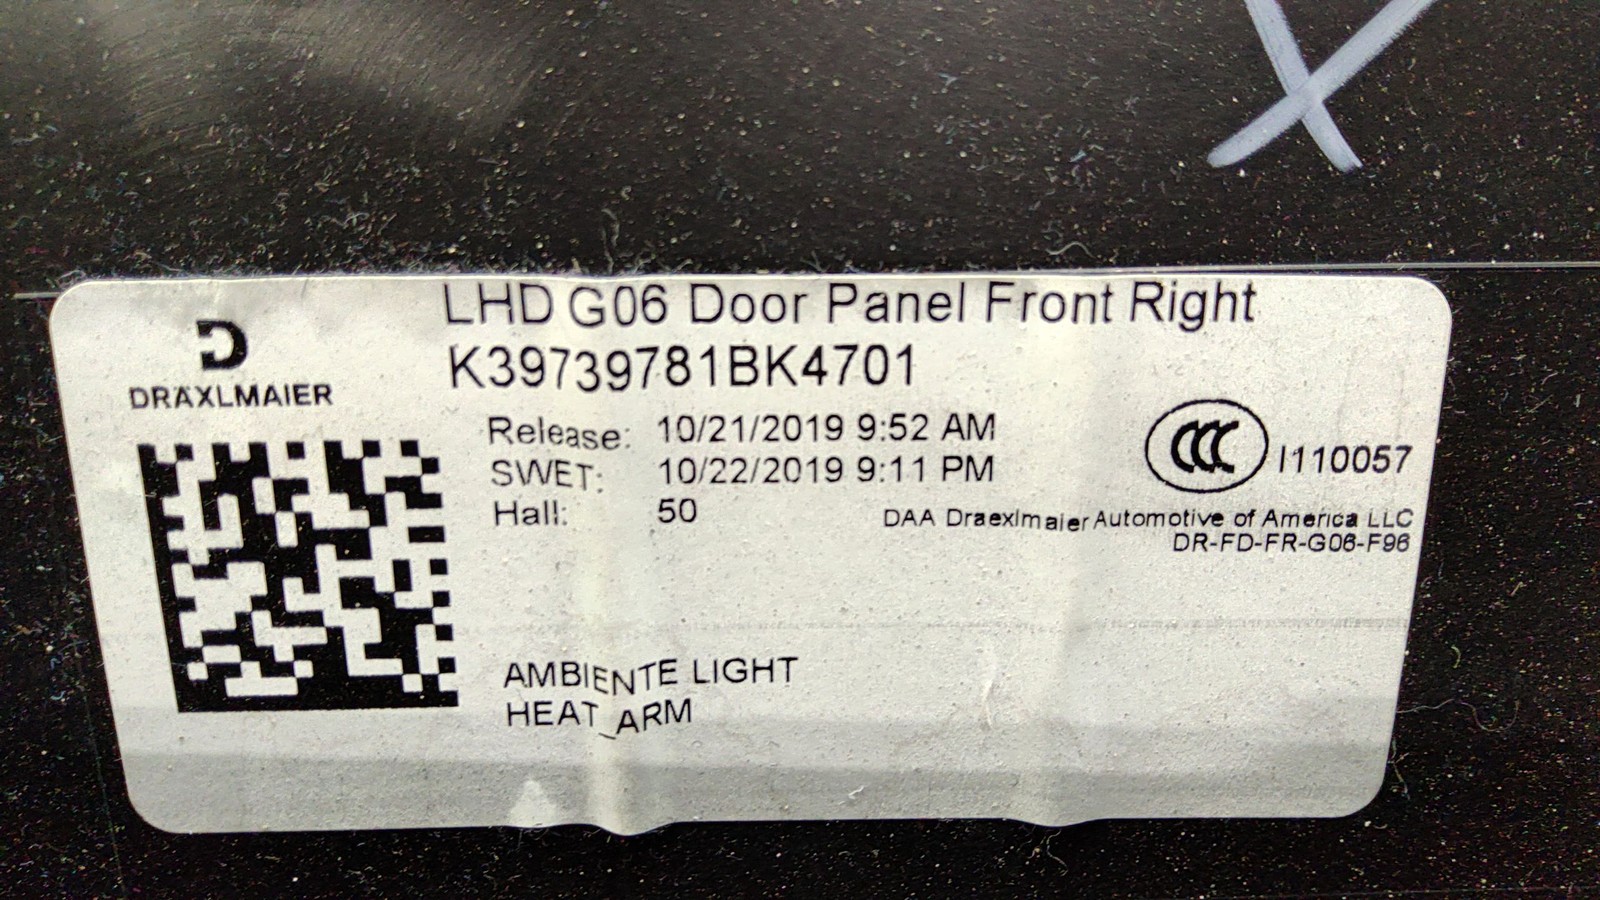 LHD G06 Door Panel Front Right
K39739781BK4701
DRÄXLMAIER
Release: 10/21/2019 9:52 AM
SWET: 10/22/2019 9:11 PM
Hall: 50
CCC I110057
DAA Draexlmaier Automotive of America LLC
DR-FD-FR-G06-F96
AMBIENTE LIGHT
HEAT_ARM